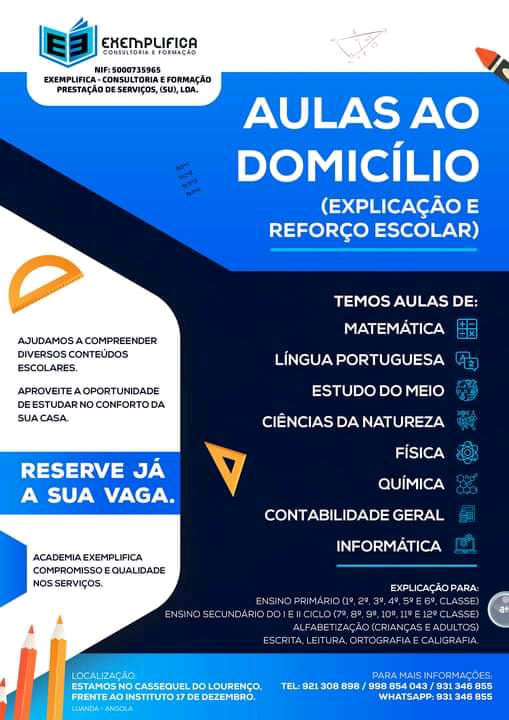 EXEMPLIFICA
CONSULTORIA E FORMAÇÃO
NIF: 5000735965
EXEMPLIFICA - CONSULTORIA E FORMAÇÃO
PRESTAÇÃO DE SERVIÇOS, (SU), LDA.
AULAS AO
DOMICÍLIO
(EXPLICAÇÃO E
REFORÇO ESCOLAR)
TEMOS AULAS DE:
MATEMÁTICA
LÍNGUA PORTUGUESA
ESTUDO DO MEIO
CIÊNCIAS DA NATUREZA
FÍSICA
QUÍMICA
CONTABILIDADE GERAL
INFORMÁTICA
AJUDAMOS A COMPREENDER
DIVERSOS CONTEÚDOS
ESCOLARES.
APROVEITE A OPORTUNIDADE
DE ESTUDAR NO CONFORTO DA
SUA CASA.
RESERVE JÁ
A SUA VAGA.
ACADEMIA EXEMPLIFICA
COMPROMISSO E QUALIDADE
NOS SERVIÇOS.
EXPLICAÇÃO PARA:
ENSINO PRIMÁRIO (1ª, 2ª, 3ª, 4ª, 5ª E 6ª, CLASSE)
ENSINO SECUNDÁRIO DO I E II CICLO (7ª, 8ª, 9ª, 10ª, 11ª E 12ª CLASSE)
ALFABETIZAÇÃO (CRIANÇAS E ADULTOS)
ESCRITA, LEITURA, ORTOGRAFIA E CALIGRAFIA.
LOCALIZAÇÃO:
ESTAMOS NO CASSEQUEL DO LOURENÇO,
FRENTE AO INSTITUTO 17 DE DEZEMBRO.
LUANDA - ANGOLA
PARA MAIS INFORMAÇÕES:
TEL: 921 308 898 / 998 854 043 / 931 346 855
WHATSAPP: 931 346 855